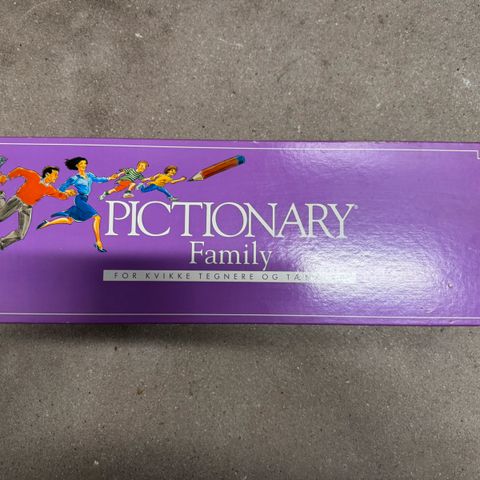 PICTIONARY®
Family
FOR KVIKKE TEGNERE OG